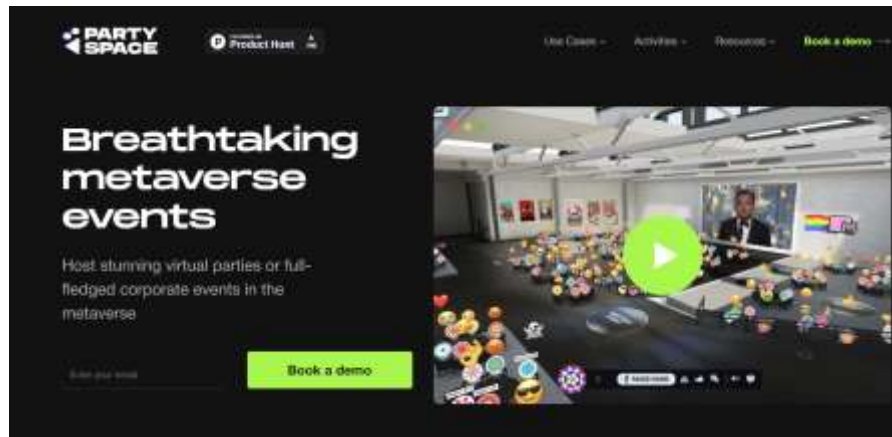 PARTY
SPACE
Product Hunt
Use Cases
Activities
Resources
Book a demo
Breathtaking
metaverse
events
Host stunning virtual parties or full-
fledged corporate events in the
metaverse
Enter your email
Book a demo